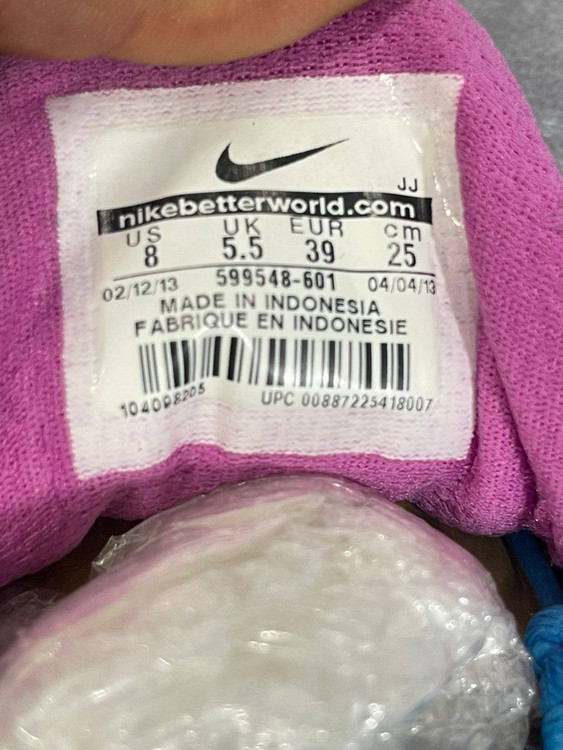 JJ
nikebetterworld.com
US UK EUR cm
8 5.5 39 25
02/12/13 599548-601 04/04/13
MADE IN INDONESIA
FABRIQUE EN INDONESIE
104098205 UPC 00887225418007